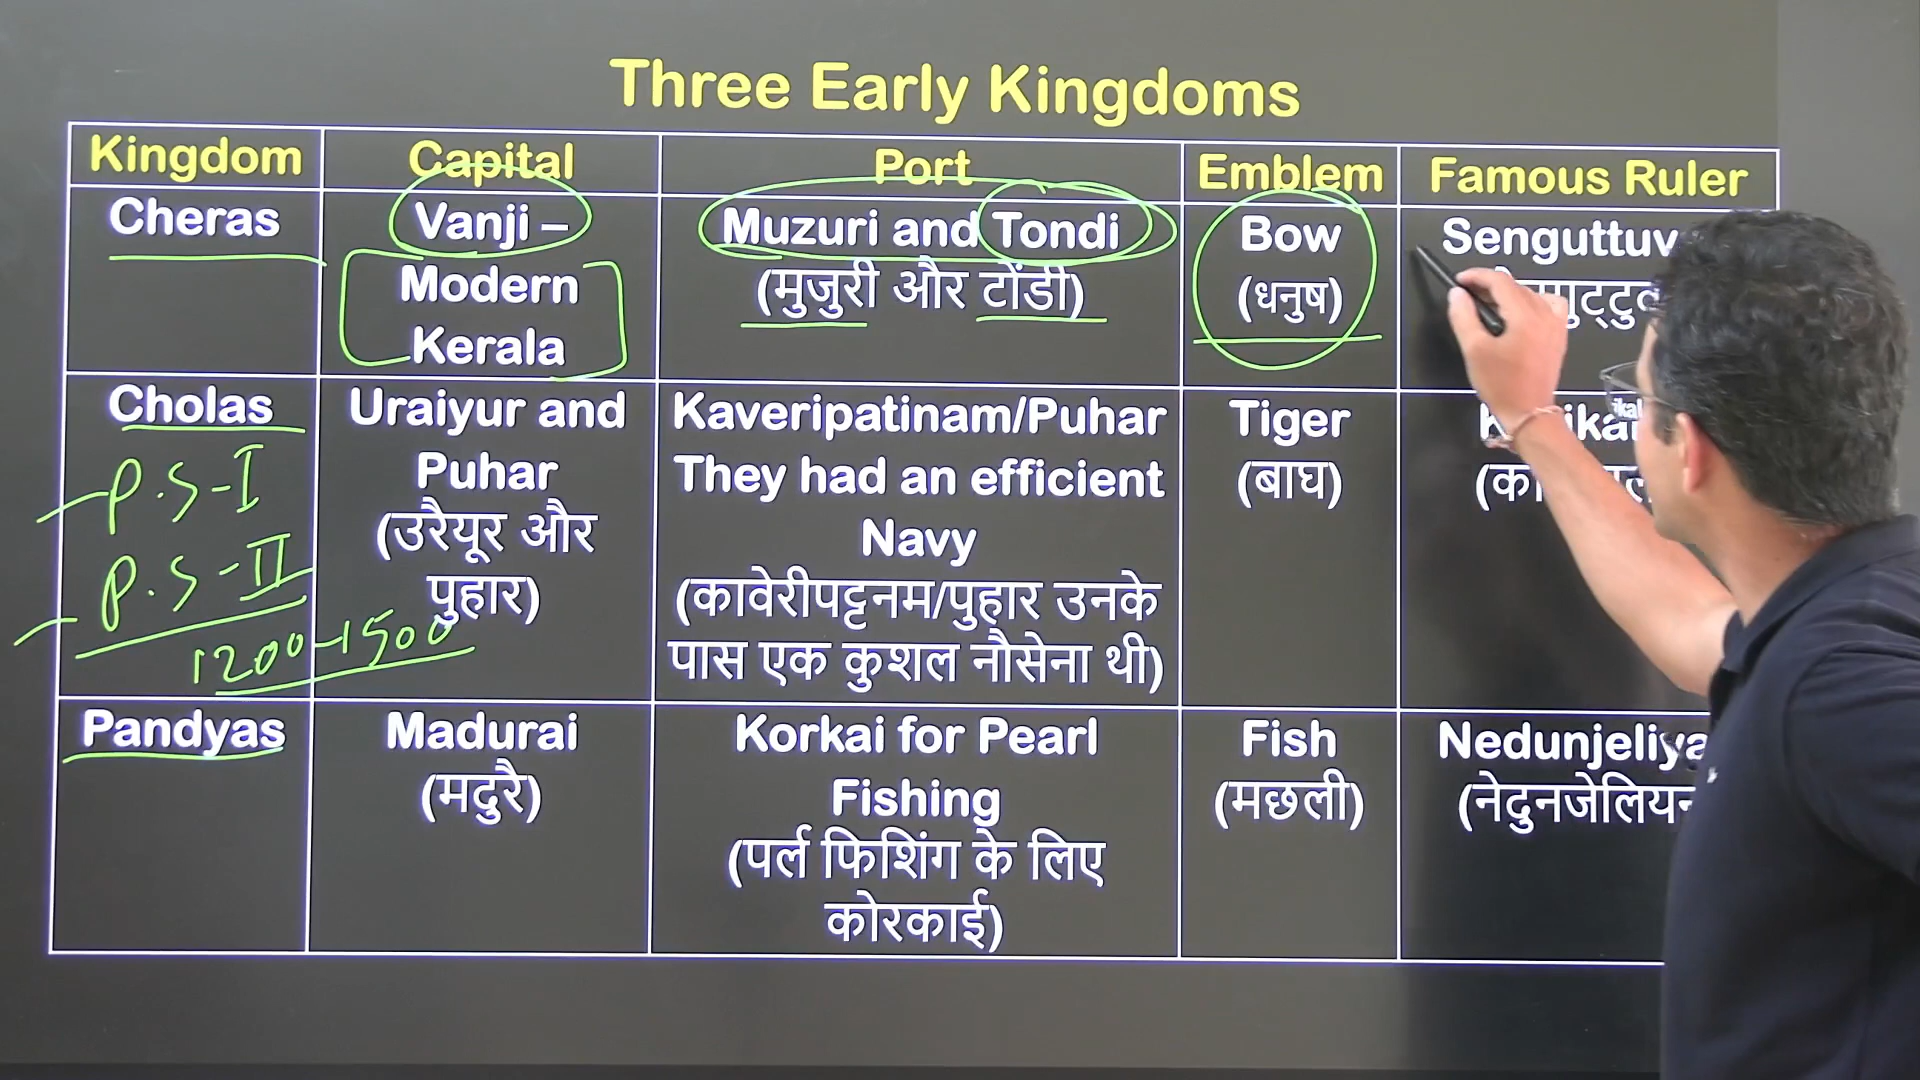 Three Early Kingdoms
Kingdom Capital Port Emblem Famous Ruler
Cheras
Vanji –
Modern
Kerala
Muzuri and Tondi
(मुजुरी और टोंडी)
Bow
(धनुष)
Cholas
P.S-I
P.S-II
1200-1500
Uraiyur and
Puhar
(उरैयूर और
पुहार)
Kaveripatinam/Puhar
They had an efficient
Navy
(कावेरीपट्टनम/पुहार उनके
पास एक कुशल नौसेना थी)
Tiger
(बाघ)
Pandyas
Madurai
(मदुरै)
Korkai for Pearl
Fishing
(पर्ल फिशिंग के लिए
कोरकाई)
Fish
(मछली)